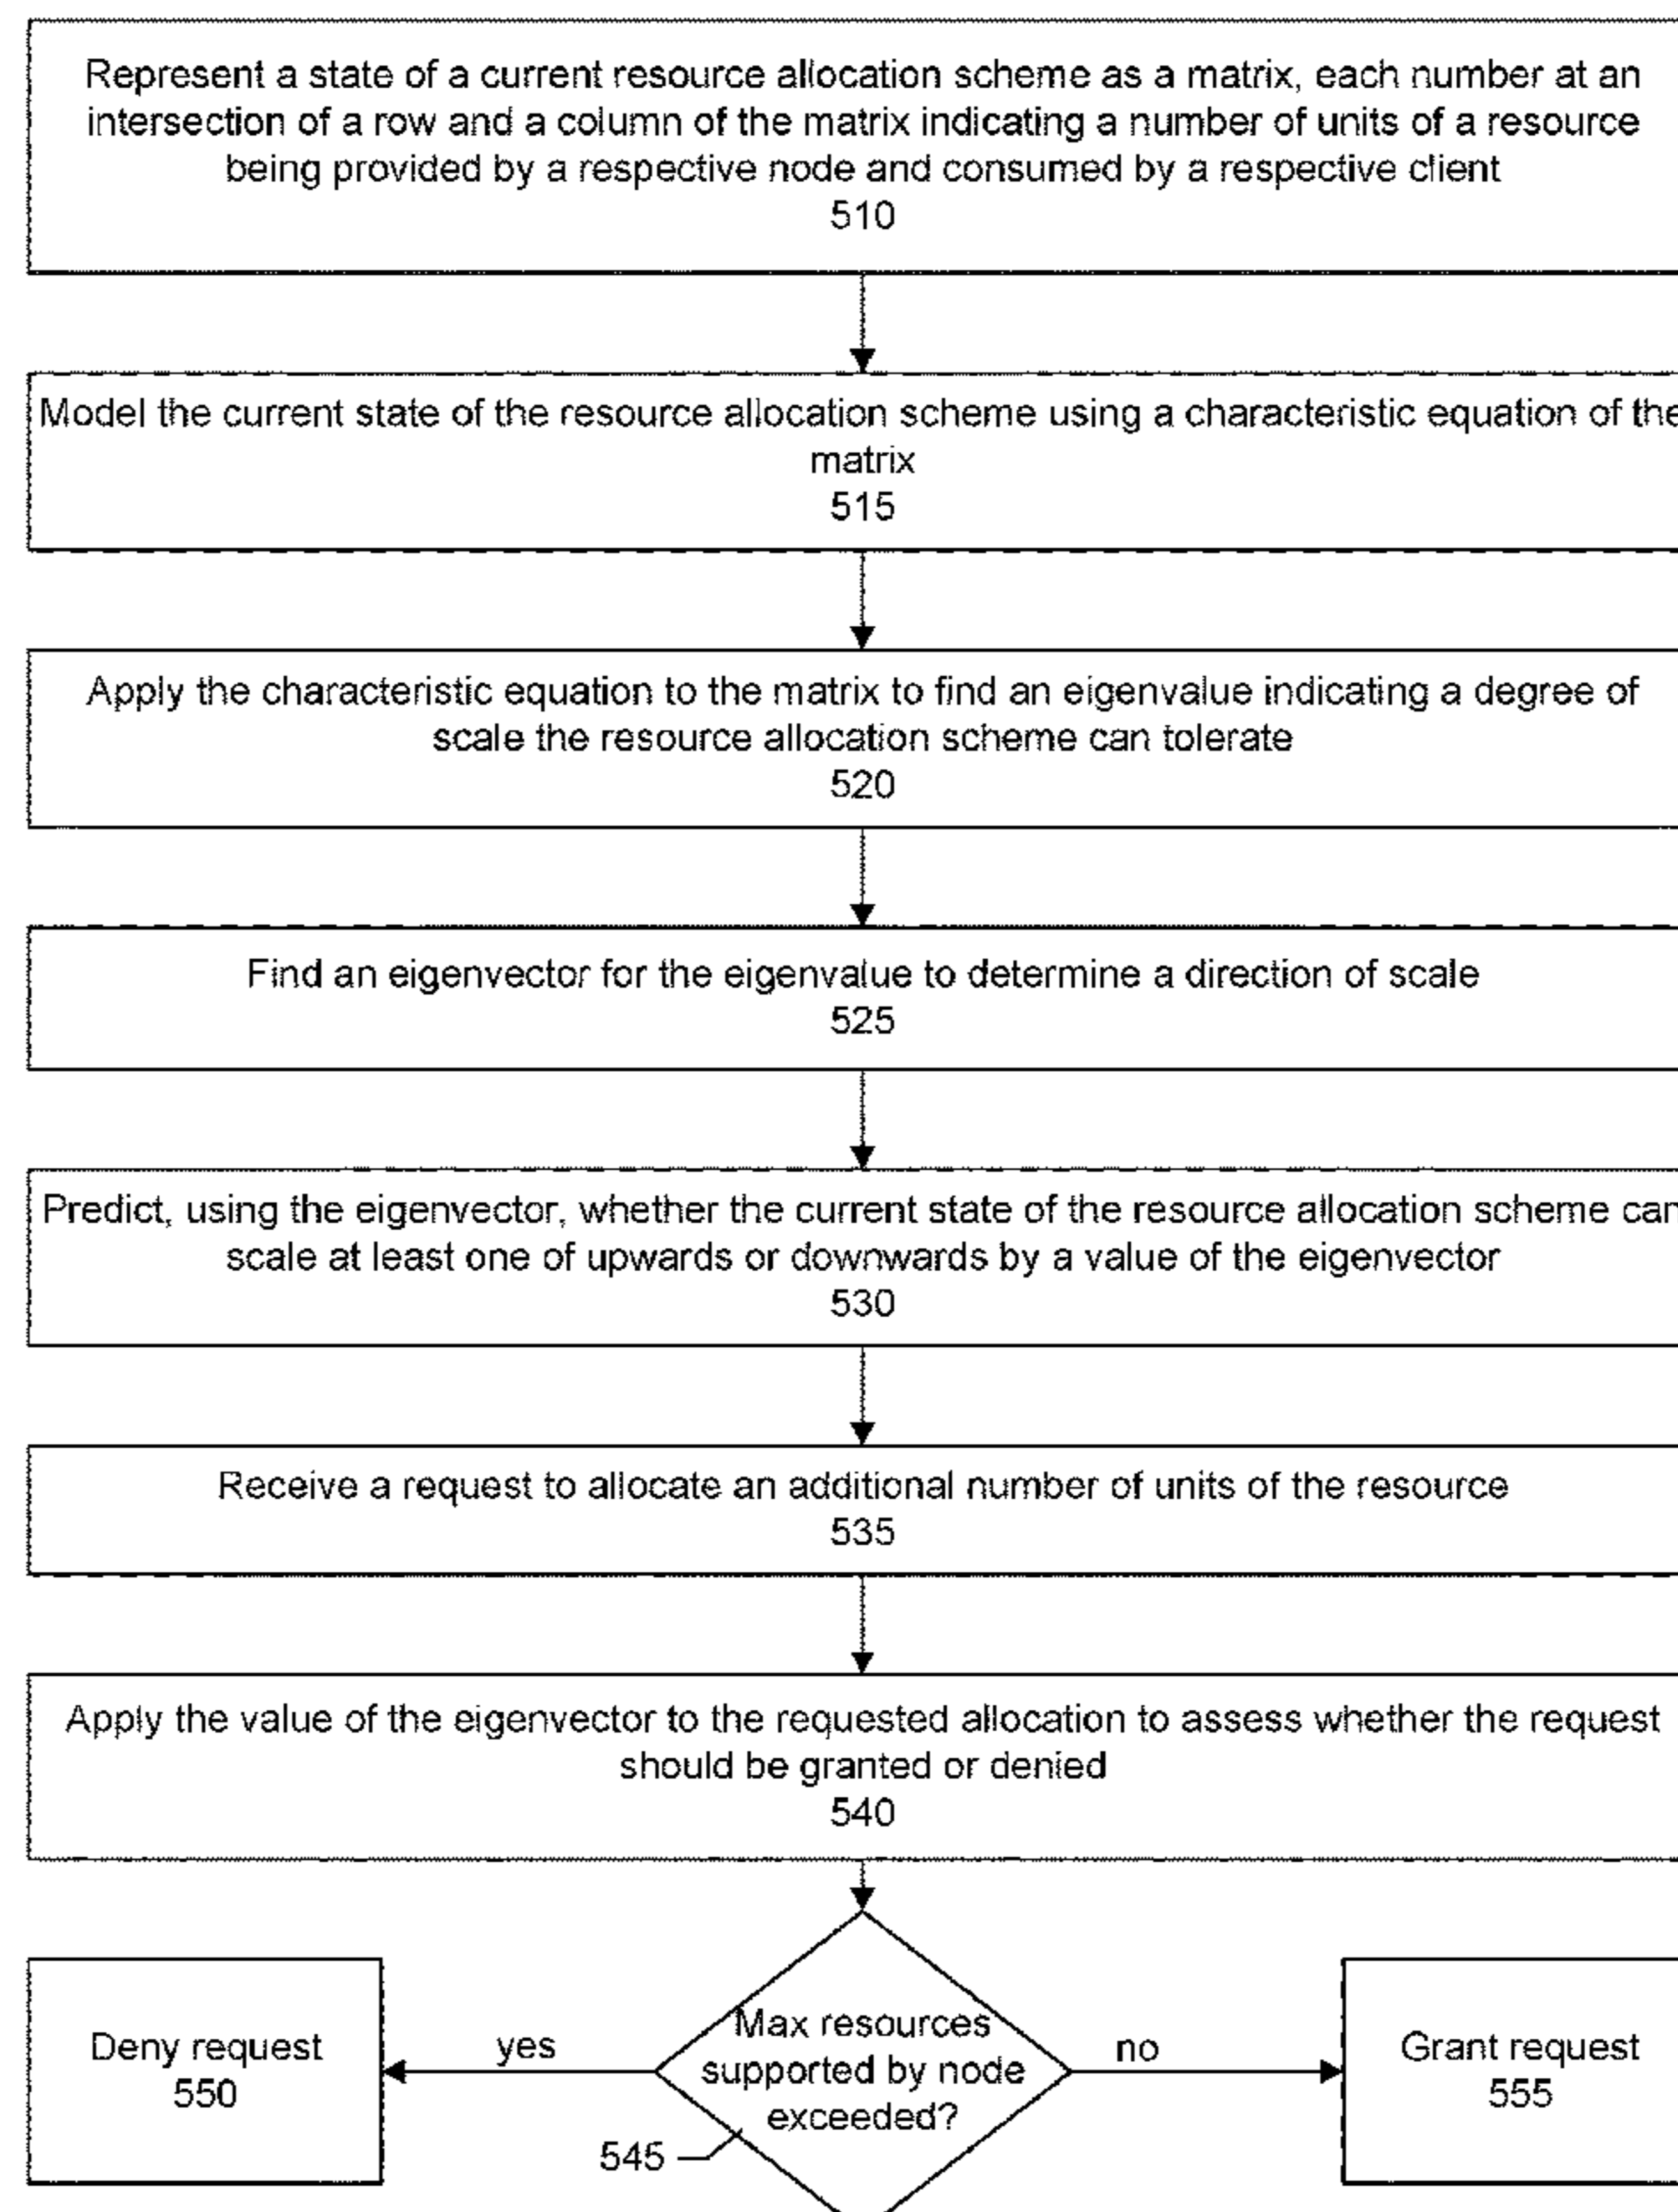 Represent a state of a current resource allocation scheme as a matrix, each number at an
intersection of a row and a column of the matrix indicating a number of units of a resource
being provided by a respective node and consumed by a respective client
510
Model the current state of the resource allocation scheme using a characteristic equation of the
matrix
515
Apply the characteristic equation to the matrix to find an eigenvalue indicating a degree of
scale the resource allocation scheme can tolerate
520
Find an eigenvector for the eigenvalue to determine a direction of scale
525
Predict, using the eigenvector, whether the current state of the resource allocation scheme can
scale at least one of upwards or downwards by a value of the eigenvector
530
Receive a request to allocate an additional number of units of the resource
535
Apply the value of the eigenvector to the requested allocation to assess whether the request
should be granted or denied
540
Deny request
550
yes
Max resources
supported by node
exceeded?
545
no
Grant request
555